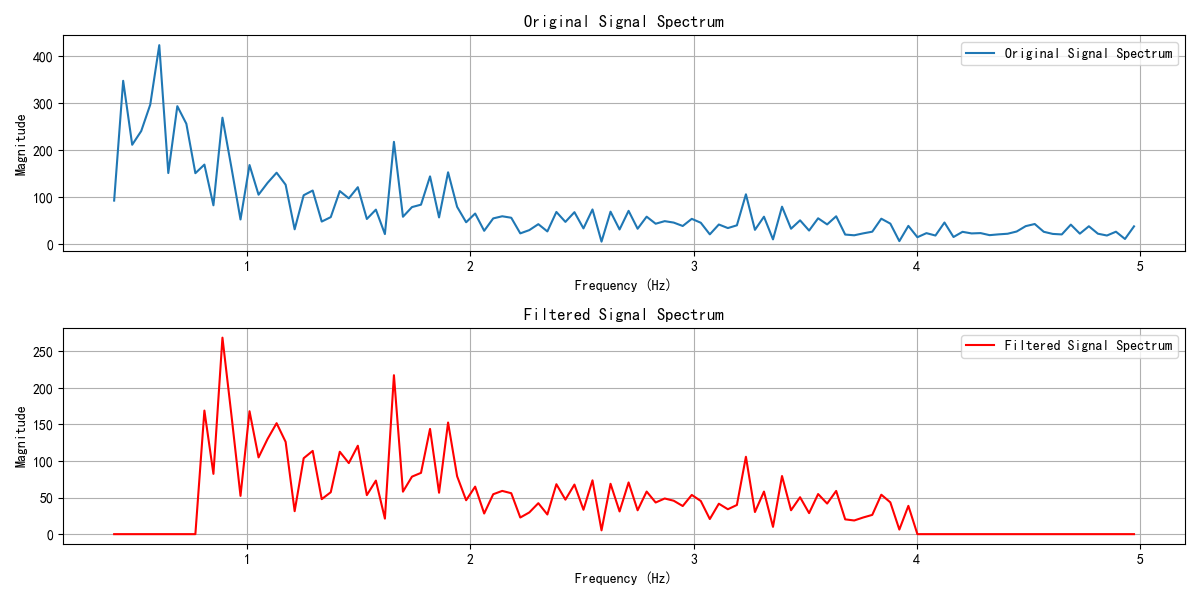 Original Signal Spectrum
Original Signal Spectrum
400
300
200
100
0
Magnitude
1 2 3 4 5
Frequency (Hz)
Filtered Signal Spectrum
Filtered Signal Spectrum
250
200
150
100
50
0
Magnitude
1 2 3 4 5
Frequency (Hz)